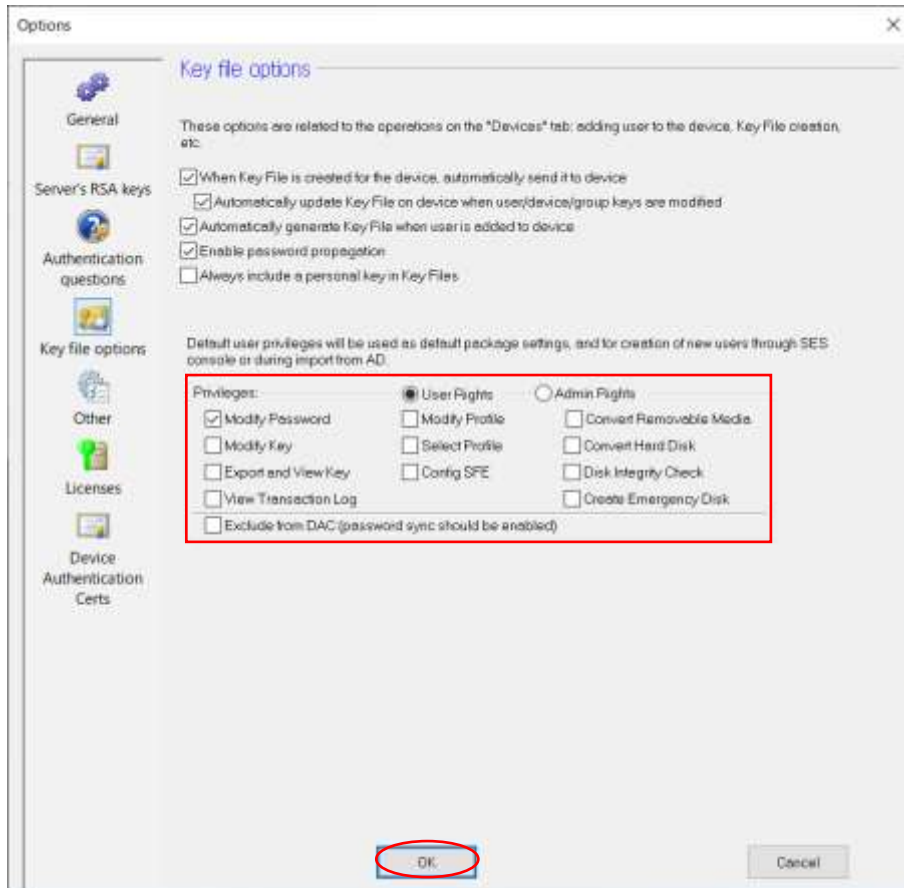 Options
General
Server's RSA keys
Authentication
questions
Key file options
Other
Licenses
Device
Authentication
Certs
Key file options
These options are related to the operations on the "Devices" tab: adding user to the device, Key File creation,
etc.
When Key File is created for the device, automatically send it to device
Automatically update Key File on device when user/device/group keys are modified
Automatically generate Key File when user is added to device
Enable password propagation
Always include a personal key in Key Files
Default user privileges will be used as default package settings, and for creation of new users through SES
console or during import from AD.
Privileges: User Rights Admin Rights
Modify Password Modify Profile Convert Removable Media
Modify Key Select Profile Convert Hard Disk
Export and View Key Config SFE Disk Integrity Check
View Transaction Log Create Emergency Disk
Exclude from DAC (password sync should be enabled)
OK Cancel